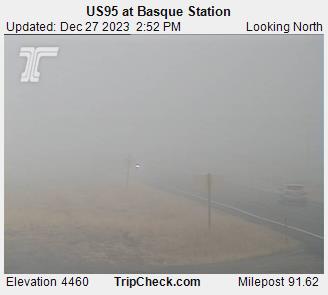 US95 at Basque Station
Updated: Dec 27 2023 2:52 PM Looking North
Elevation 4460 TripCheck.com Milepost 91.62